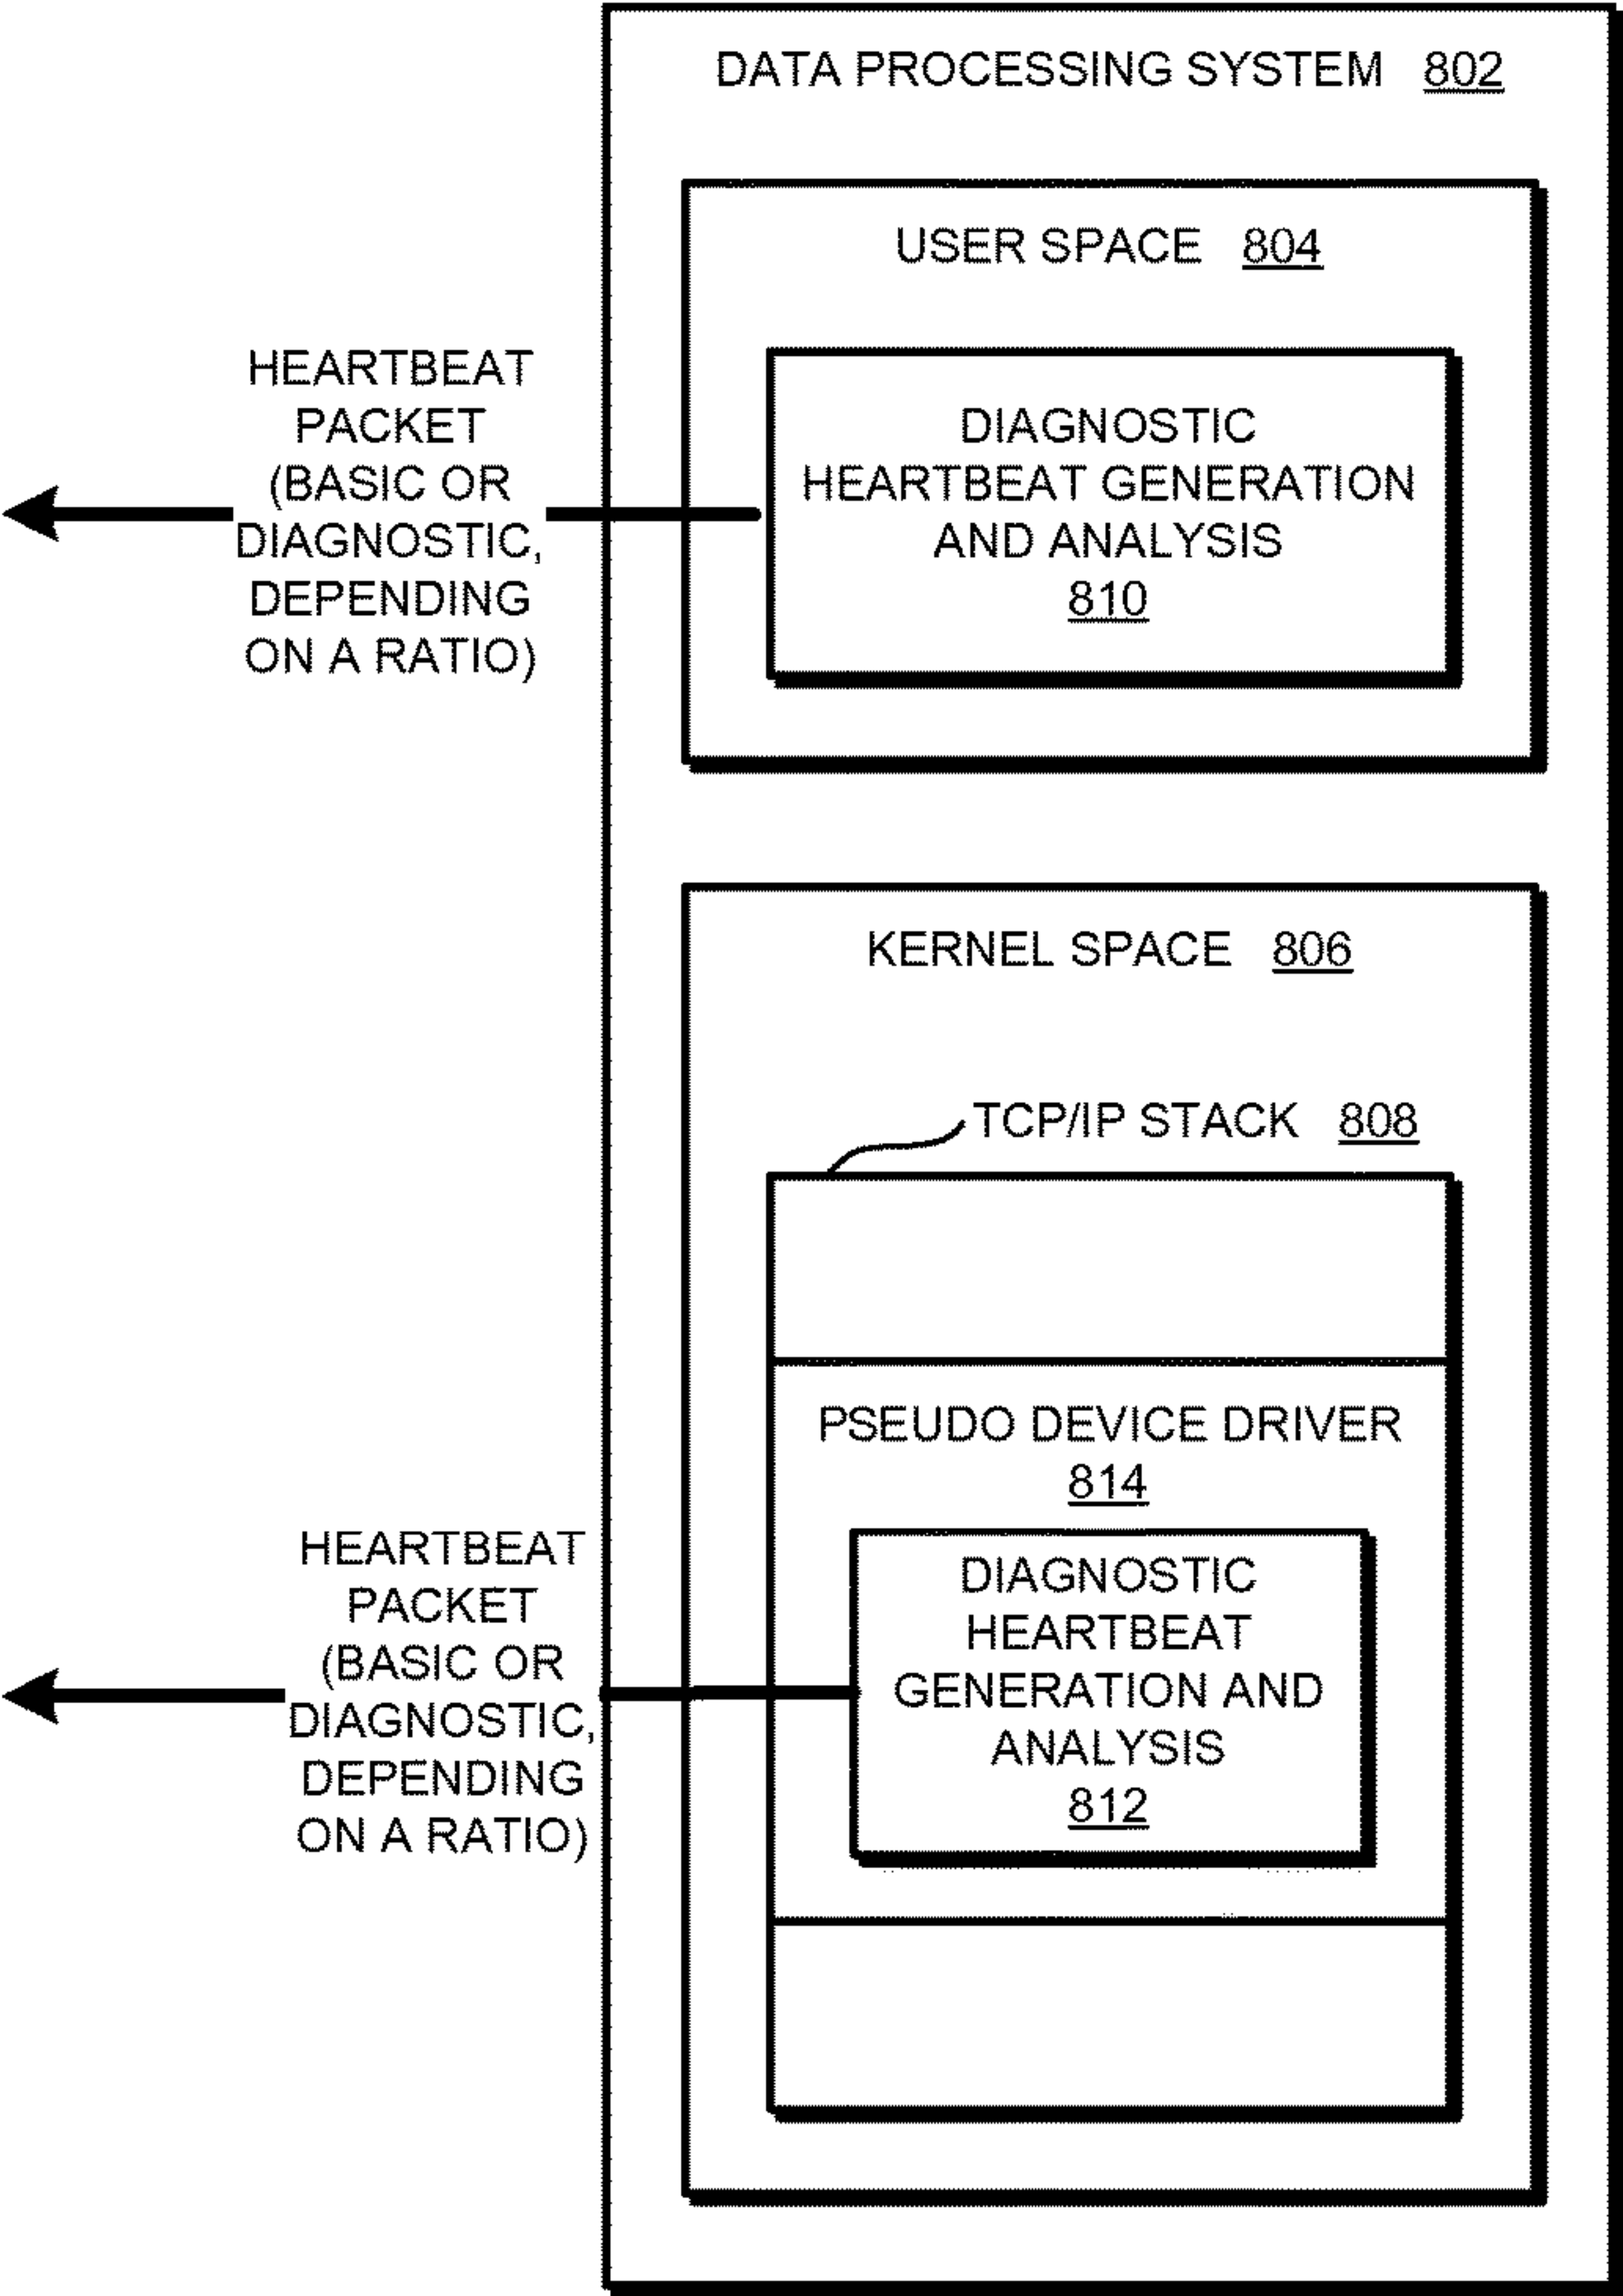 DATA PROCESSING SYSTEM 802
USER SPACE 804
HEARTBEAT
PACKET
(BASIC OR
DIAGNOSTIC,
DEPENDING
ON A RATIO)
DIAGNOSTIC
HEARTBEAT GENERATION
AND ANALYSIS
810
KERNEL SPACE 806
TCP/IP STACK 808
PSEUDO DEVICE DRIVER
814
HEARTBEAT
PACKET
(BASIC OR
DIAGNOSTIC,
DEPENDING
ON A RATIO)
DIAGNOSTIC
HEARTBEAT
GENERATION AND
ANALYSIS
812